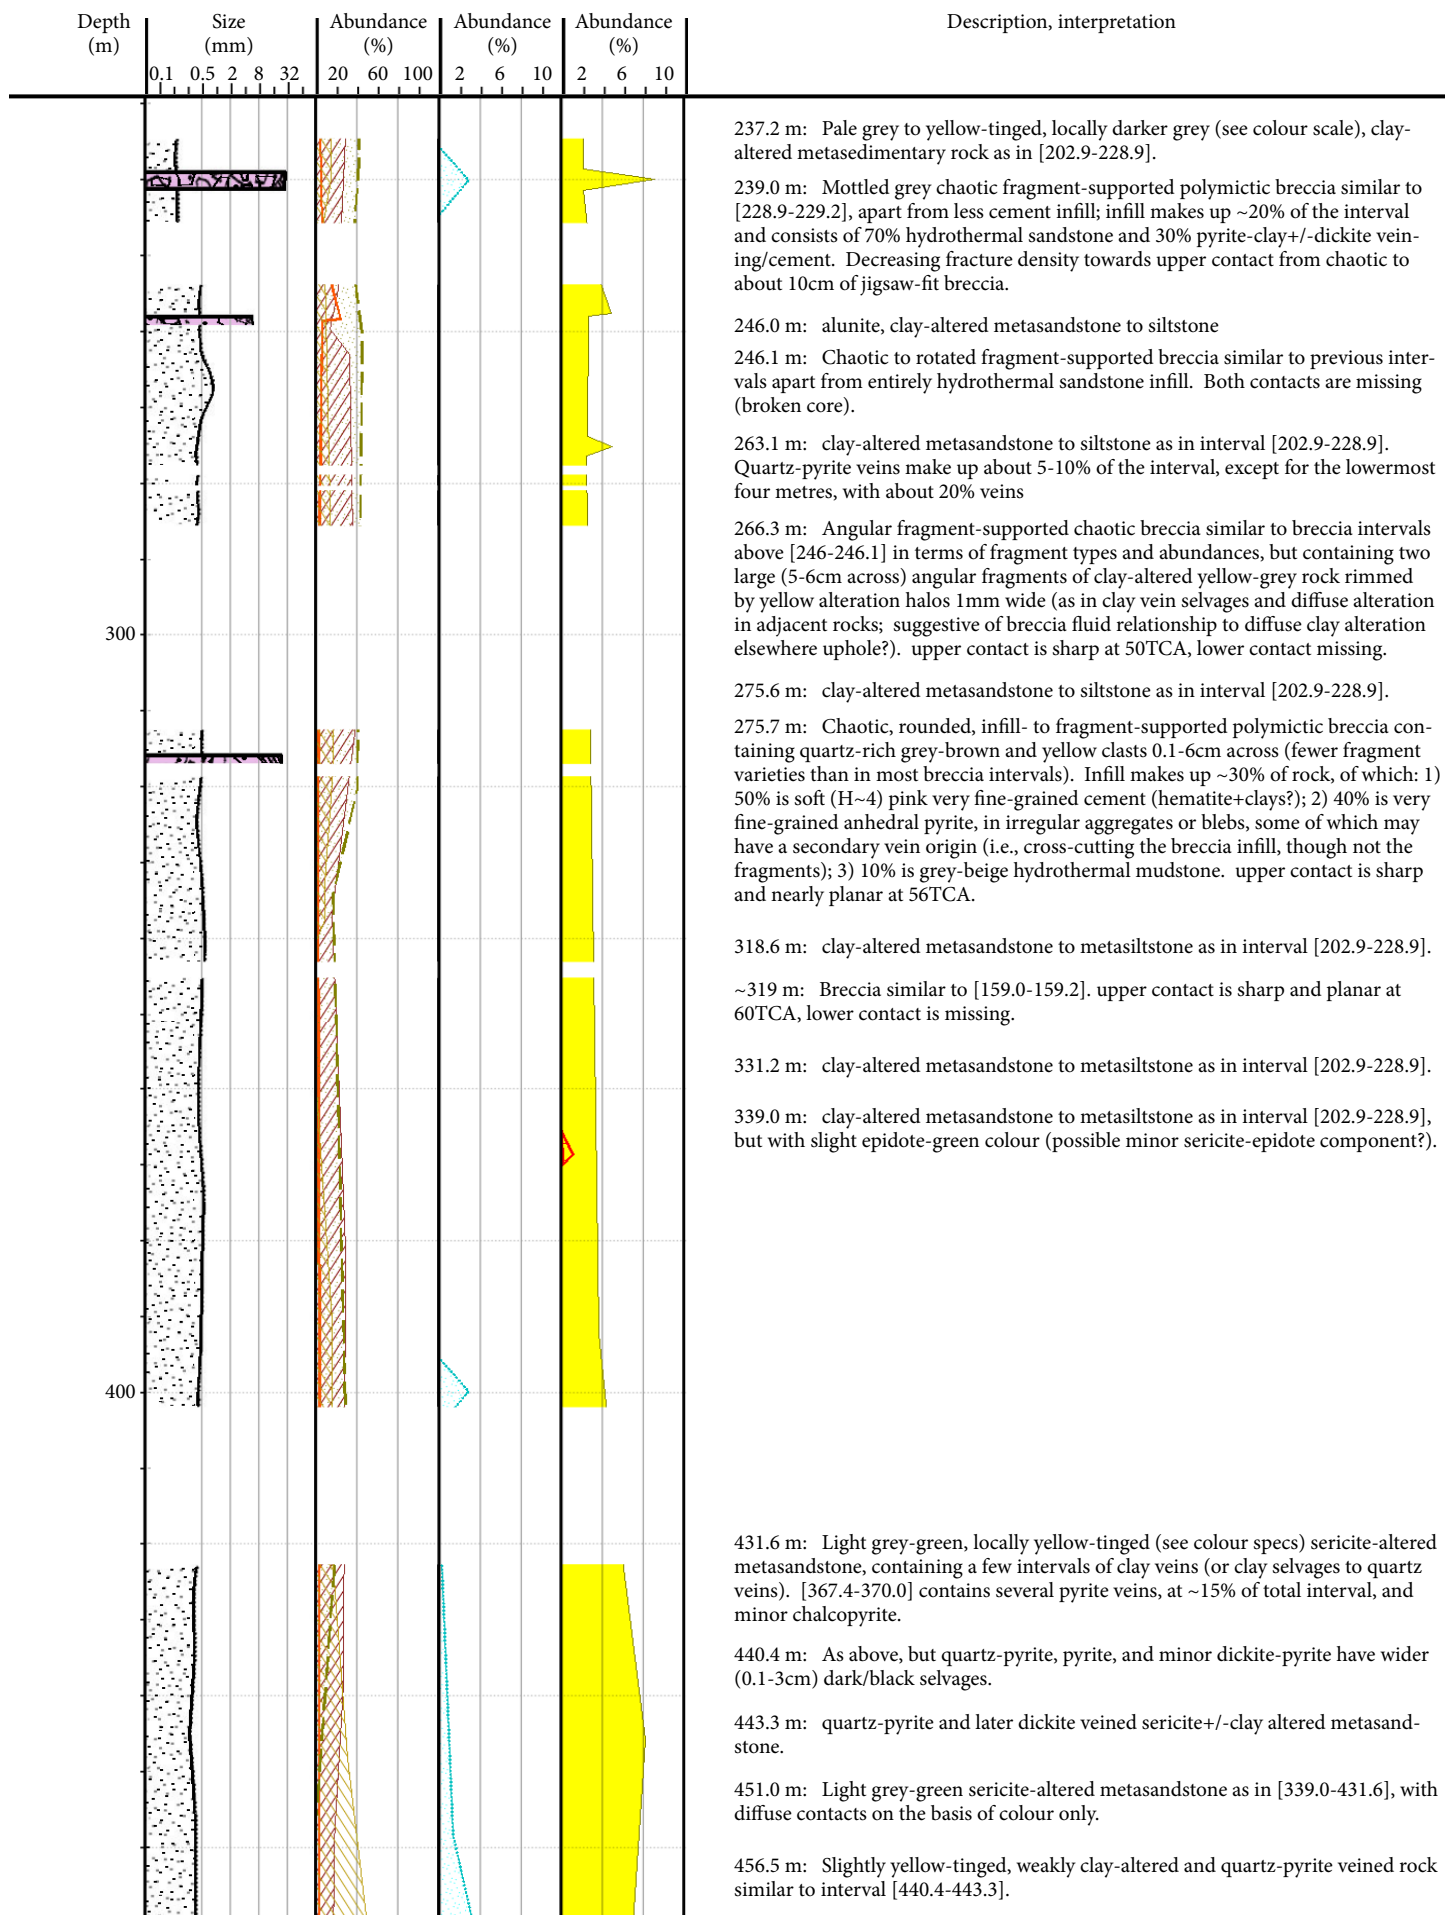 Depth Size Abundance Abundance Abundance Description, interpretation
(m) (mm) (%) (%) (%)
0.1 0.5 2 8 32 20 60 100 2 6 10 2 6 10
237.2 m: Pale grey to yellow-tinged, locally darker grey (see colour scale), clay-
altered metasedimentary rock as in [202.9-228.9].
239.0 m: Mottled grey chaotic fragment-supported polymictic breccia similar to
[228.9-229.2], apart from less cement infill; infill makes up ~20% of the interval
and consists of 70% hydrothermal sandstone and 30% pyrite-clay+/-dickite vein-
ing/cement. Decreasing fracture density towards upper contact from chaotic to
about 10cm of jigsaw-fit breccia.
246.0 m: alunite, clay-altered metasandstone to siltstone
246.1 m: Chaotic to rotated fragment-supported breccia similar to previous inter-
vals apart from entirely hydrothermal sandstone infill. Both contacts are missing
(broken core).
263.1 m: clay-altered metasandstone to siltstone as in interval [202.9-228.9].
Quartz-pyrite veins make up about 5-10% of the interval, except for the lowermost
four metres, with about 20% veins
266.3 m: Angular fragment-supported chaotic breccia similar to breccia intervals
above [246-246.1] in terms of fragment types and abundances, but containing two
large (5-6cm across) angular fragments of clay-altered yellow-grey rock rimmed
by yellow alteration halos 1mm wide (as in clay vein selvages and diffuse alteration
in adjacent rocks; suggestive of breccia fluid relationship to diffuse clay alteration
elsewhere uphole?). upper contact is sharp at 50TCA, lower contact missing.
300
275.6 m: clay-altered metasandstone to siltstone as in interval [202.9-228.9].
275.7 m: Chaotic, rounded, infill- to fragment-supported polymictic breccia con-
taining quartz-rich grey-brown and yellow clasts 0.1-6cm across (fewer fragment
varieties than in most breccia intervals). Infill makes up ~30% of rock, of which: 1)
50% is soft (H~4) pink very fine-grained cement (hematite+clays?); 2) 40% is very
fine-grained anhedral pyrite, in irregular aggregates or blebs, some of which may
have a secondary vein origin (i.e., cross-cutting the breccia infill, though not the
fragments); 3) 10% is grey-beige hydrothermal mudstone. upper contact is sharp
and nearly planar at 56TCA.
318.6 m: clay-altered metasandstone to metasiltstone as in interval [202.9-228.9].
~319 m: Breccia similar to [159.0-159.2]. upper contact is sharp and planar at
60TCA, lower contact is missing.
331.2 m: clay-altered metasandstone to metasiltstone as in interval [202.9-228.9].
339.0 m: clay-altered metasandstone to metasiltstone as in interval [202.9-228.9],
but with slight epidote-green colour (possible minor sericite-epidote component?).
400
431.6 m: Light grey-green, locally yellow-tinged (see colour specs) sericite-altered
metasandstone, containing a few intervals of clay veins (or clay selvages to quartz
veins). [367.4-370.0] contains several pyrite veins, at ~15% of total interval, and
minor chalcopyrite.
440.4 m: As above, but quartz-pyrite, pyrite, and minor dickite-pyrite have wider
(0.1-3cm) dark/black selvages.
443.3 m: quartz-pyrite and later dickite veined sericite+/-clay altered metasand-
stone.
451.0 m: Light grey-green sericite-altered metasandstone as in [339.0-431.6], with
diffuse contacts on the basis of colour only.
456.5 m: Slightly yellow-tinged, weakly clay-altered and quartz-pyrite veined rock
similar to interval [440.4-443.3].